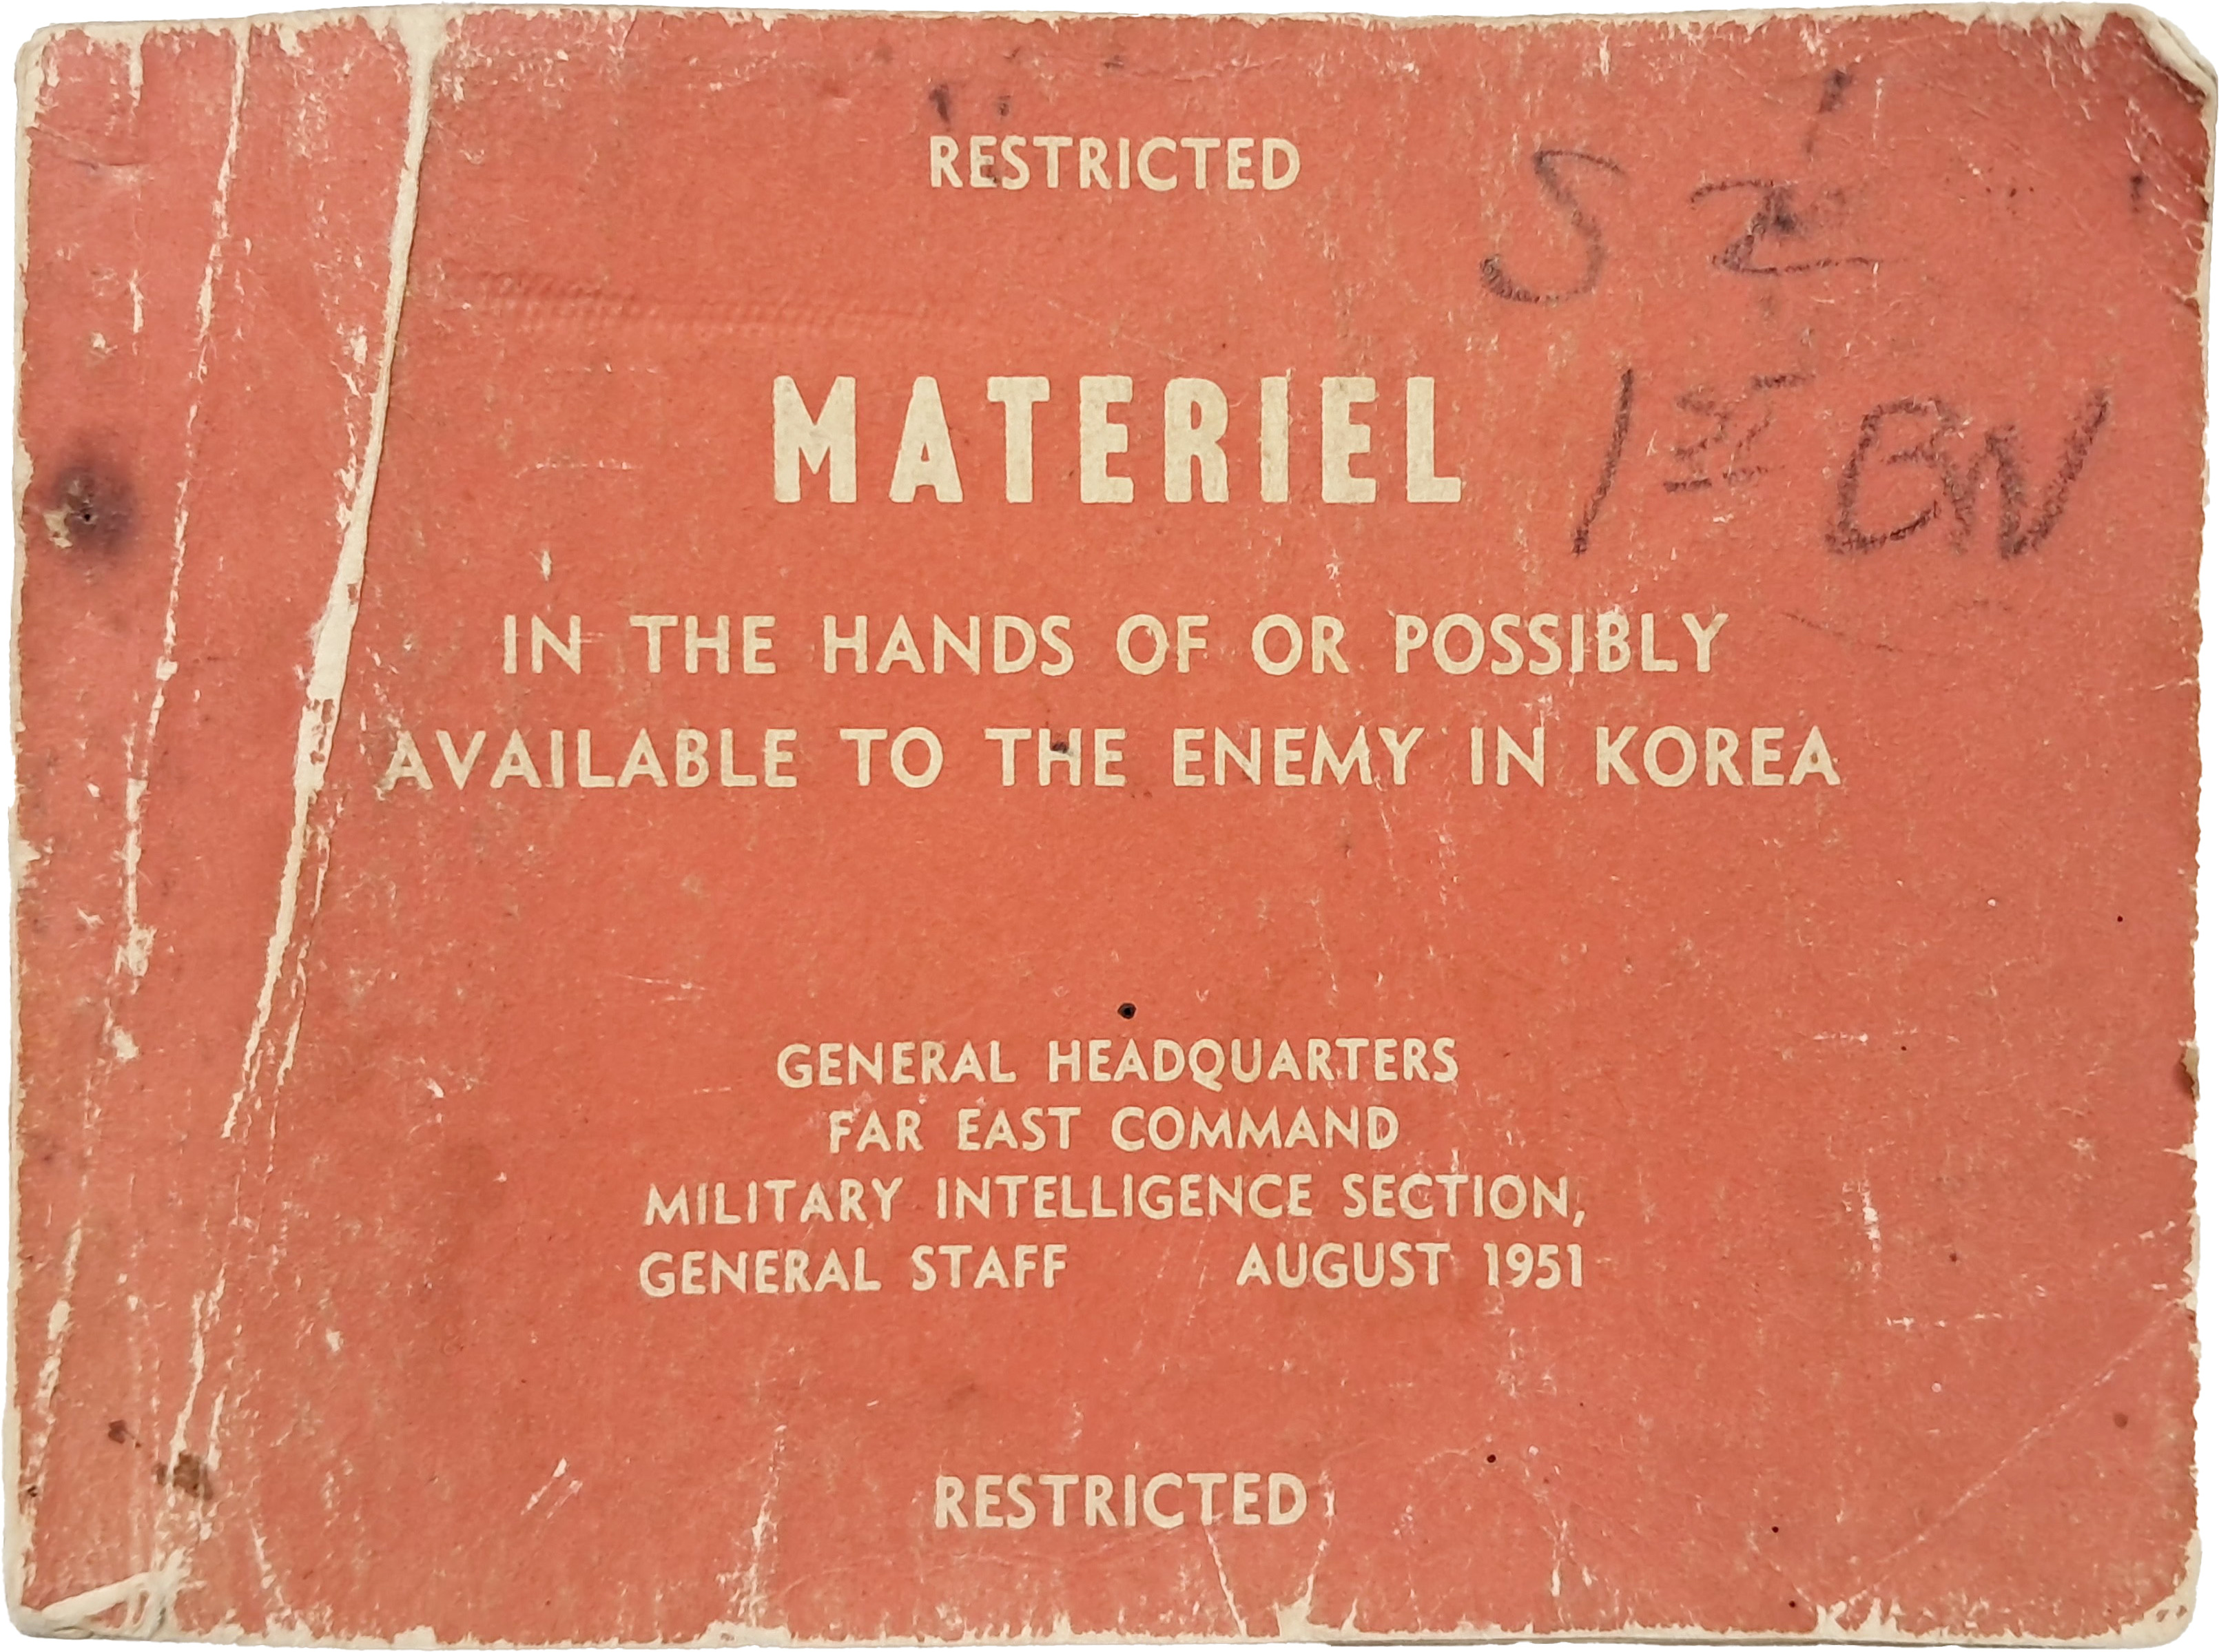 RESTRICTED
S 2
1ST BN
MATERIEL
IN THE HANDS OF OR POSSIBLY
AVAILABLE TO THE ENEMY IN KOREA
GENERAL HEADQUARTERS
FAR EAST COMMAND
MILITARY INTELLIGENCE SECTION,
GENERAL STAFF AUGUST 1951
RESTRICTED